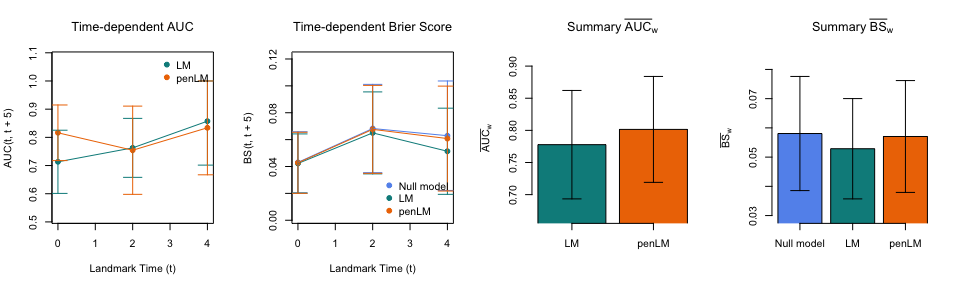 Time-dependent AUC
AUC(t, t + 5)
1.1
1.0
0.9
0.8
0.7
0.6
0.5
LM
penLM
0 1 2 3 4
Landmark Time (t)
Time-dependent Brier Score
BS(t, t + 5)
0.12
0.08
0.04
0.00
Null model
LM
penLM
0 1 2 3 4
Landmark Time (t)
Summary AUCw
AUCw
0.90
0.85
0.80
0.75
0.70
LM penLM
Summary BSw
BSw
0.07
0.05
0.03
Null model LM penLM